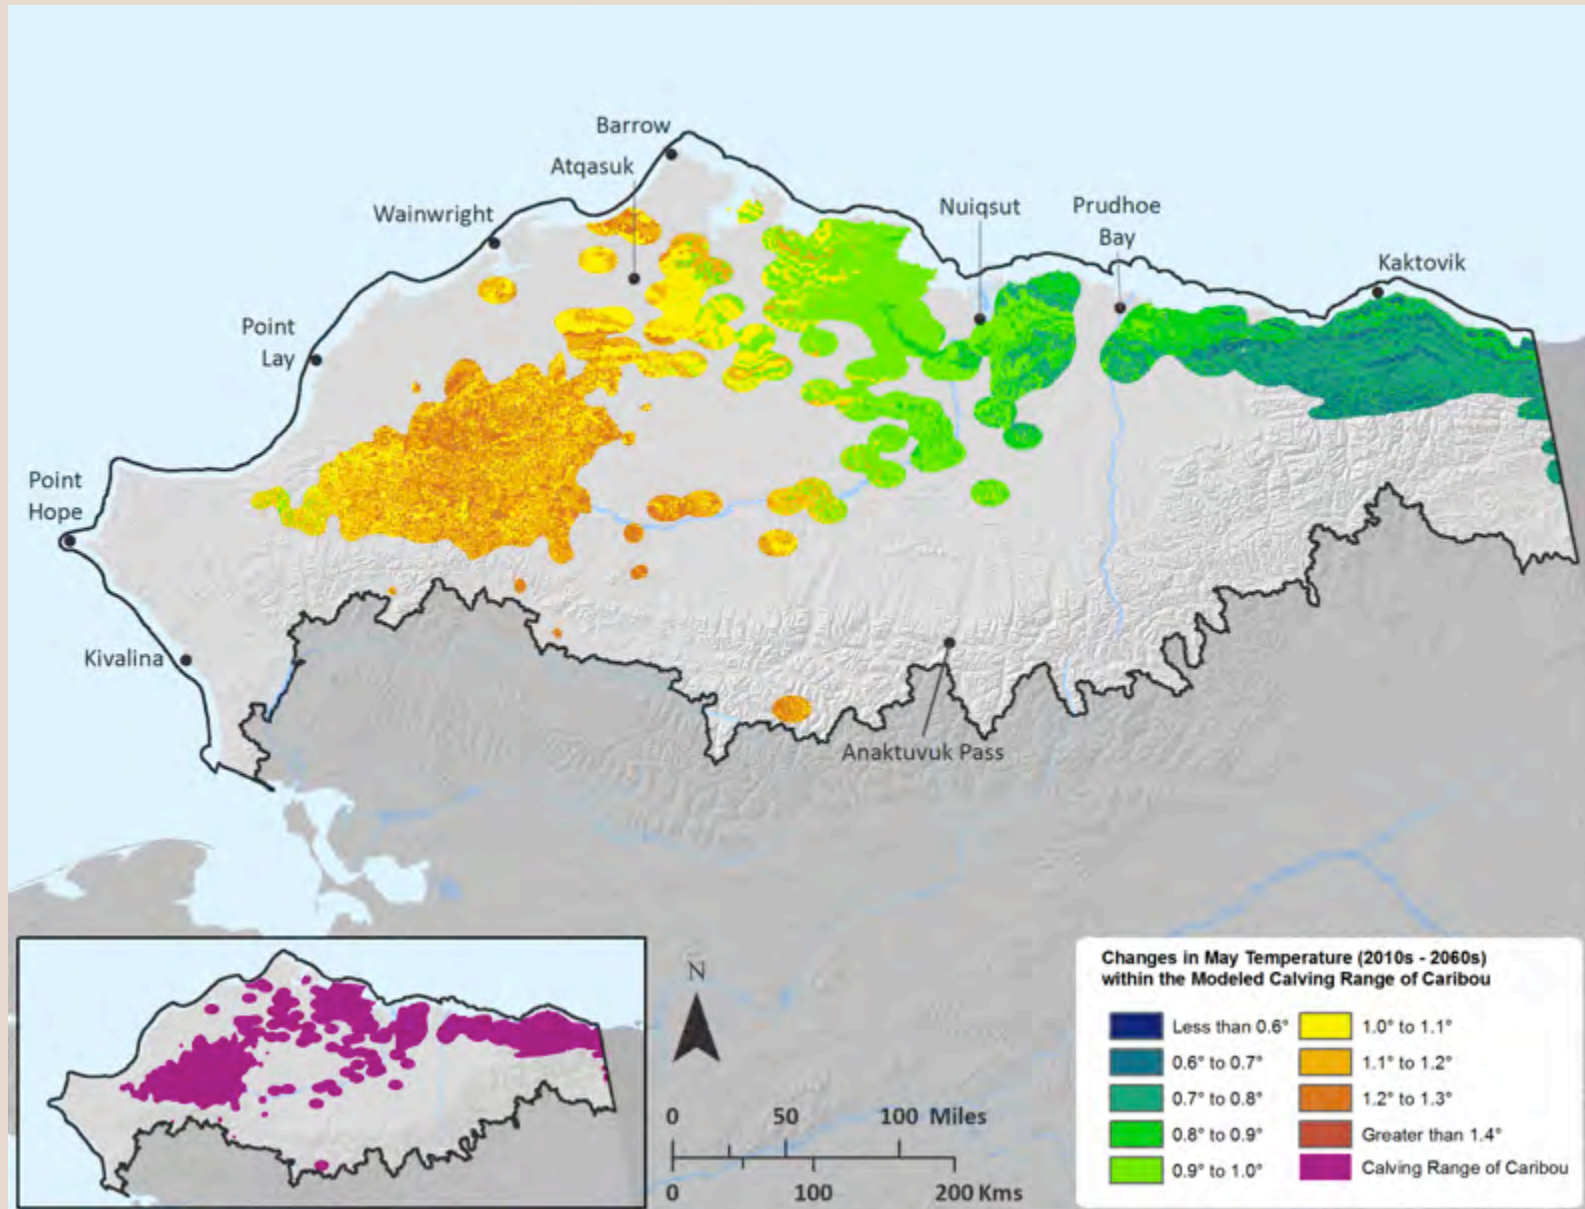 Barrow
Atqasuk
Wainwright
Nuiqsut
Prudhoe
Bay
Kaktovik
Point
Lay
Point
Hope
Kivalina
Anaktuvuk Pass
N
0 50 100 Miles
0 100 200 Kms
Changes in May Temperature (2010s - 2060s)
within the Modeled Calving Range of Caribou
Less than 0.6°
0.6° to 0.7°
0.7° to 0.8°
0.8° to 0.9°
0.9° to 1.0°
1.0° to 1.1°
1.1° to 1.2°
1.2° to 1.3°
Greater than 1.4°
Calving Range of Caribou